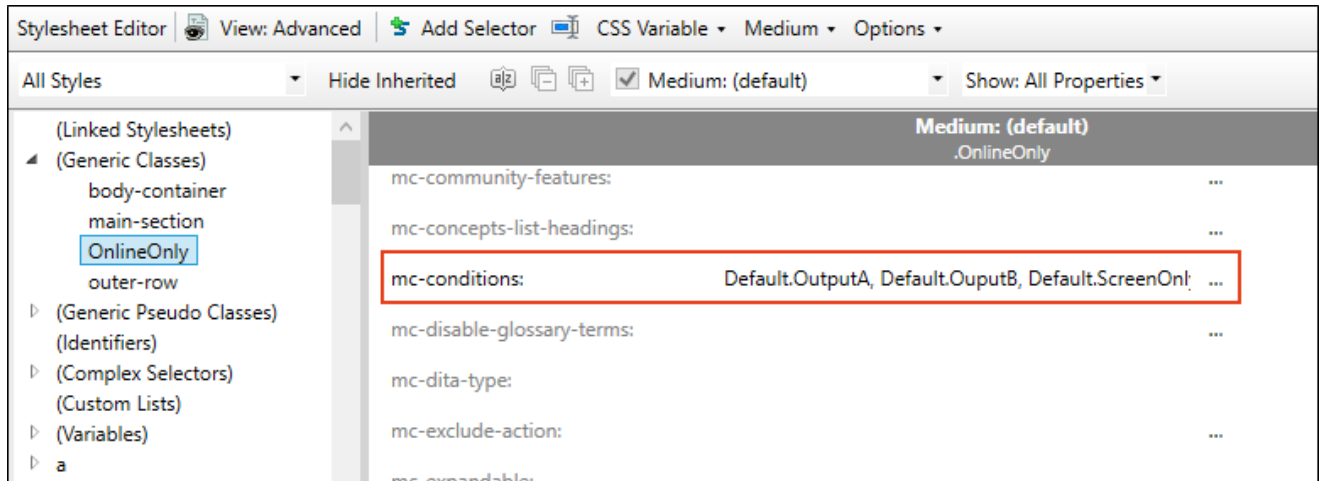 Stylesheet Editor View: Advanced Add Selector CSS Variable Medium Options
All Styles Hide Inherited a z Medium: (default) Show: All Properties
(Linked Stylesheets)
(Generic Classes)
body-container
main-section
OnlineOnly
outer-row
(Generic Pseudo Classes)
(Identifiers)
(Complex Selectors)
(Custom Lists)
(Variables)
a
Medium: (default)
.OnlineOnly
mc-community-features: ...
mc-concepts-list-headings: ...
mc-conditions: Default.OutputA, Default.OuputB, Default.ScreenOnl ...
mc-disable-glossary-terms: ...
mc-dita-type:
mc-exclude-action: ...
mc-expandable: